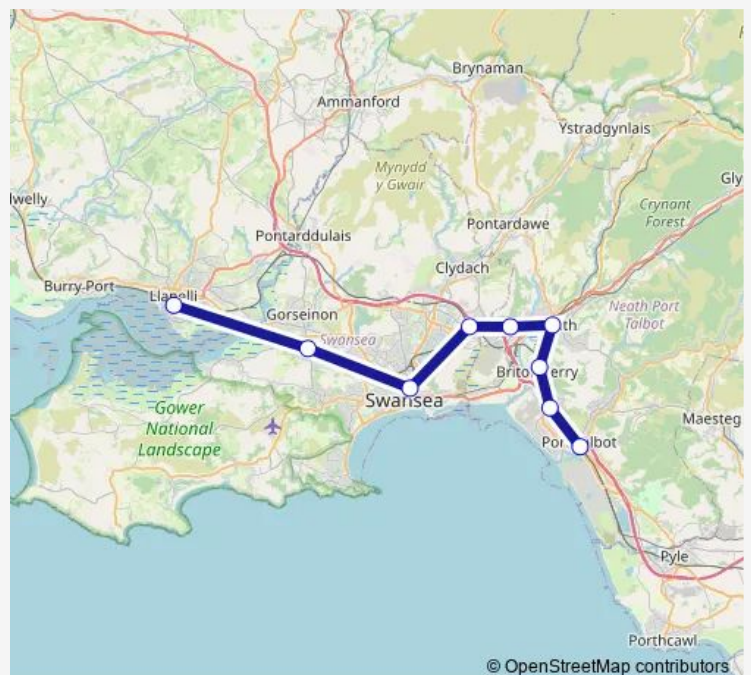 Brynaman
Ammanford
Ystradgynlais
Mynydd
y Gwair
Gly
Crynant
Forest
lwelly
Pontardawe
Pontarddulais
Clydach
Burry Port
Llanelli
Gorseinon
Neath Port
Talbot
Swansea
Swansea
Gower
National
Landscape
Maesteg
Pyle
Porthcawl
© OpenStreetMap contributors